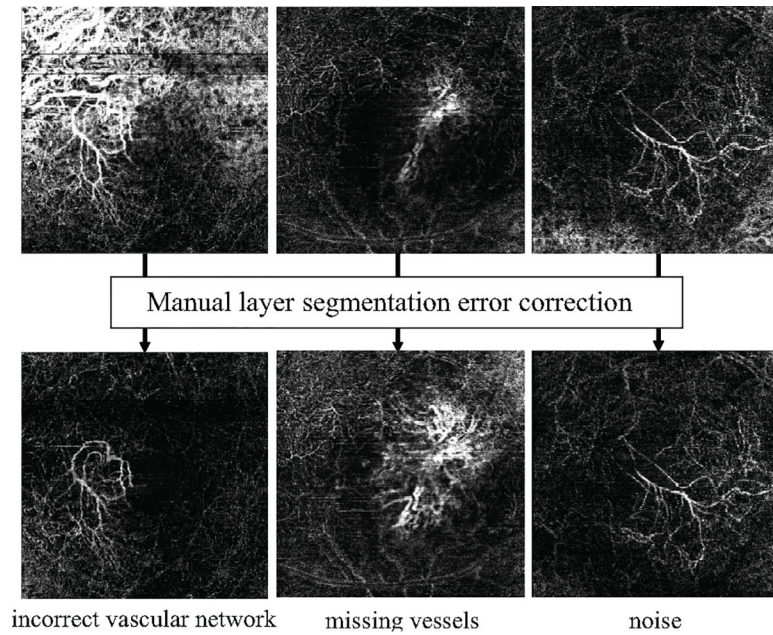 Manual layer segmentation error correction
incorrect vascular network
missing vessels
noise